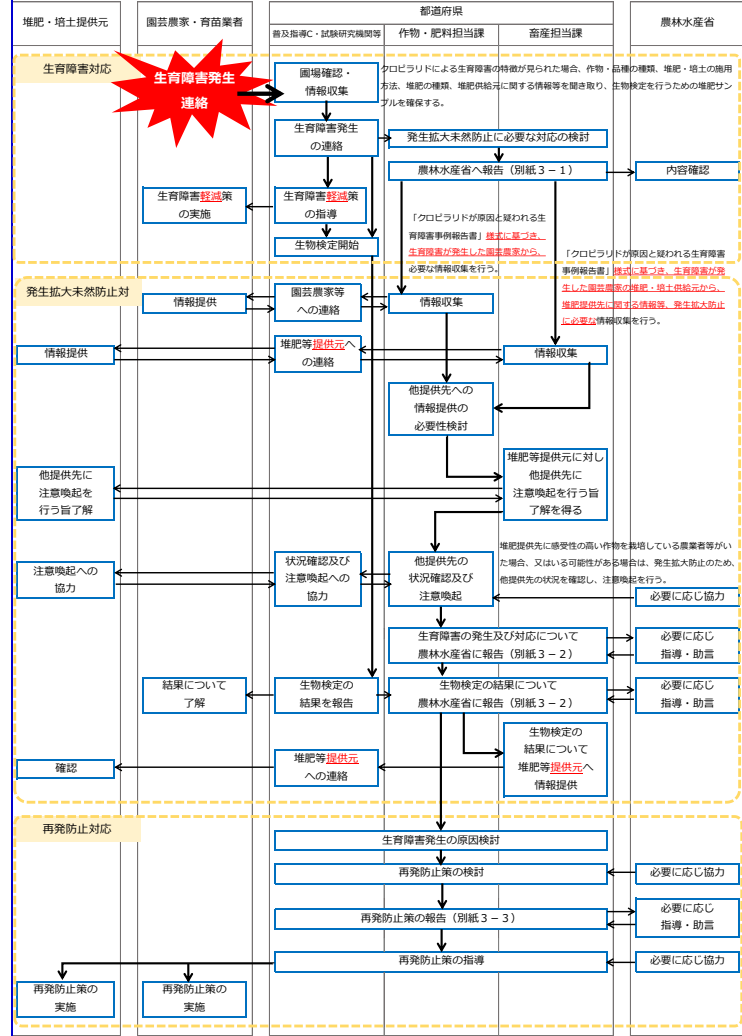 都道府県
堆肥・培土提供元
園芸農家・育苗業者
農林水産省
普及指導C・試験研究機関等
作物・肥料担当課
畜産担当課
生育障害対応
生育障害発生
連絡
圃場確認・
情報収集
クロピラリドによる生育障害の特徴が見られた場合、作物・品種の種類、堆肥・培土の施用
方法、堆肥の種類、堆肥供給元に関する情報等を聞き取り、生物検定を行うための堆肥サン
プルを確保する。
生育障害発生
の連絡
発生拡大未然防止に必要な対応の検討
農林水産省へ報告（別紙３－１）
内容確認
生育障害軽減策
の実施
生育障害軽減策
の指導
生物検定開始
「クロピラリドが原因と疑われる生
育障害事例報告書」様式に基づき、
生育障害が発生した園芸農家から、
必要な情報収集を行う。
「クロピラリドが原因と疑われる生育障害
事例報告書」様式に基づき、生育障害が発
生した園芸農家の堆肥・培土供給元から、
堆肥提供先に関する情報等、発生拡大防止
に必要な情報収集を行う。
発生拡大未然防止対
情報提供
園芸農家等
への連絡
情報収集
情報提供
堆肥等提供元へ
の連絡
情報収集
他提供先への
情報提供の
必要性検討
他提供先に
注意喚起を
行う旨了解
堆肥等提供元に対し
他提供先に
注意喚起を行う旨
了解を得る
堆肥提供先に感受性の高い作物を栽培している農業者等がい
た場合、又はいる可能性がある場合は、発生拡大防止のため、
他提供先の状況を確認し、注意喚起を行う。
注意喚起への
協力
状況確認及び
注意喚起への
協力
他提供先の
状況確認及び
注意喚起
必要に応じ協力
生育障害の発生及び対応について
農林水産省に報告（別紙３－２）
必要に応じ
指導・助言
結果について
了解
生物検定の
結果を報告
生物検定の結果について
農林水産省に報告（別紙３－２）
必要に応じ
指導・助言
生物検定の
結果について
堆肥等提供元へ
情報提供
確認
堆肥等提供元
への連絡
再発防止対応
生育障害発生の原因検討
再発防止策の検討
必要に応じ協力
再発防止策の報告（別紙３－３）
必要に応じ
指導・助言
再発防止策の指導
必要に応じ協力
再発防止策の
実施
再発防止策の
実施